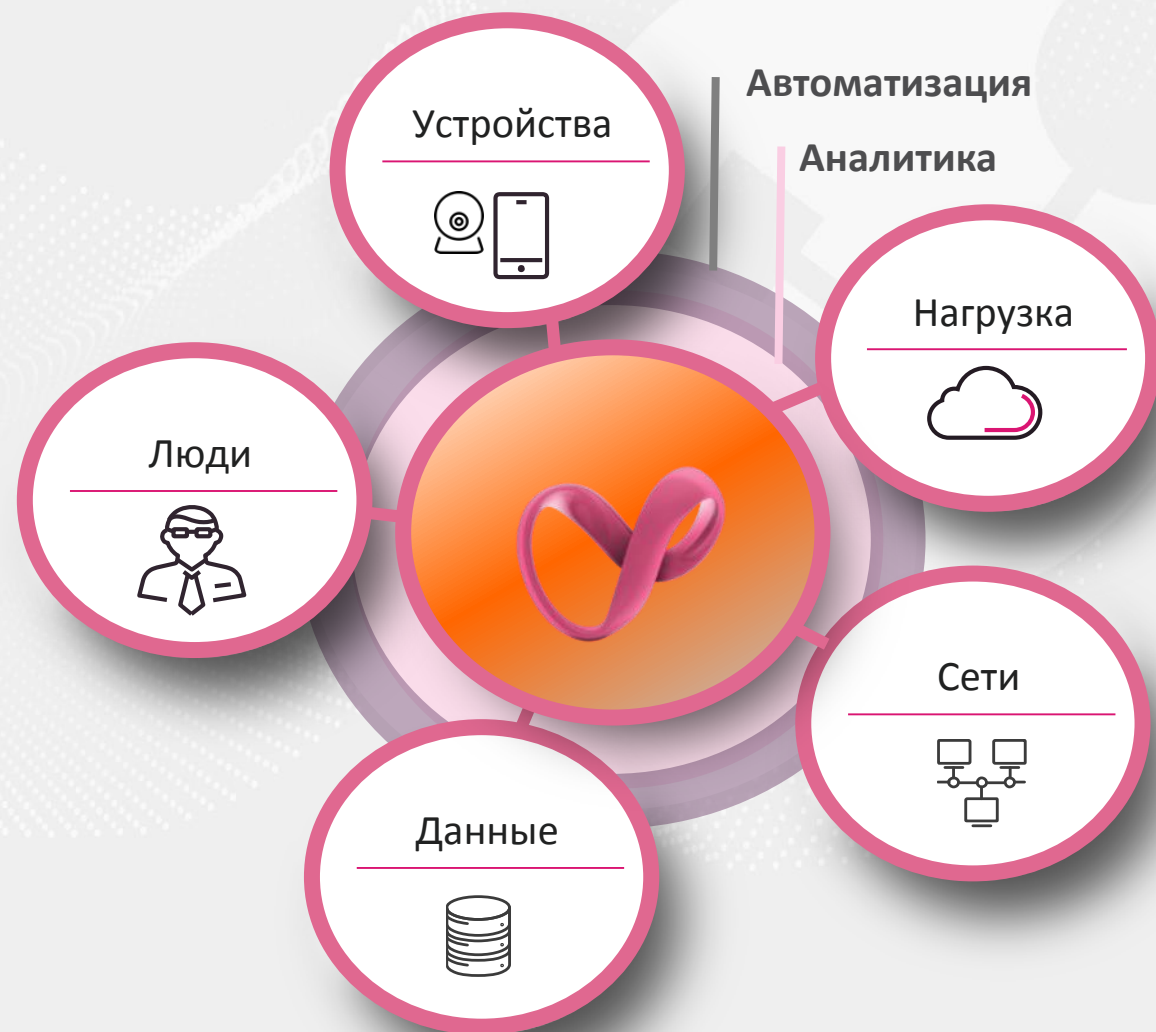 Автоматизация
Устройства
Аналитика
Нагрузка
Люди
Сети
Данные